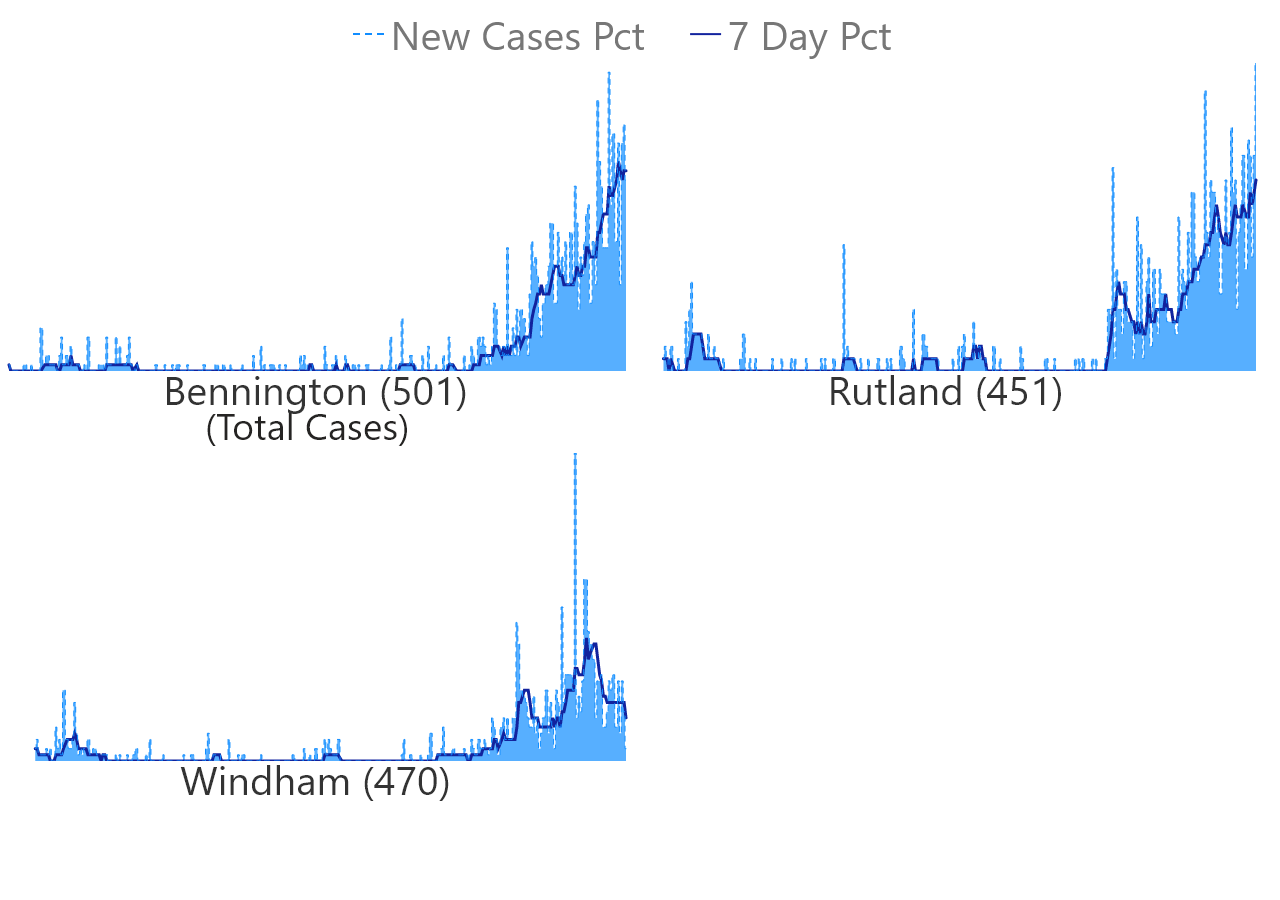 New Cases Pct 7 Day Pct
Bennington (501)
(Total Cases)
Rutland (451)
Windham (470)